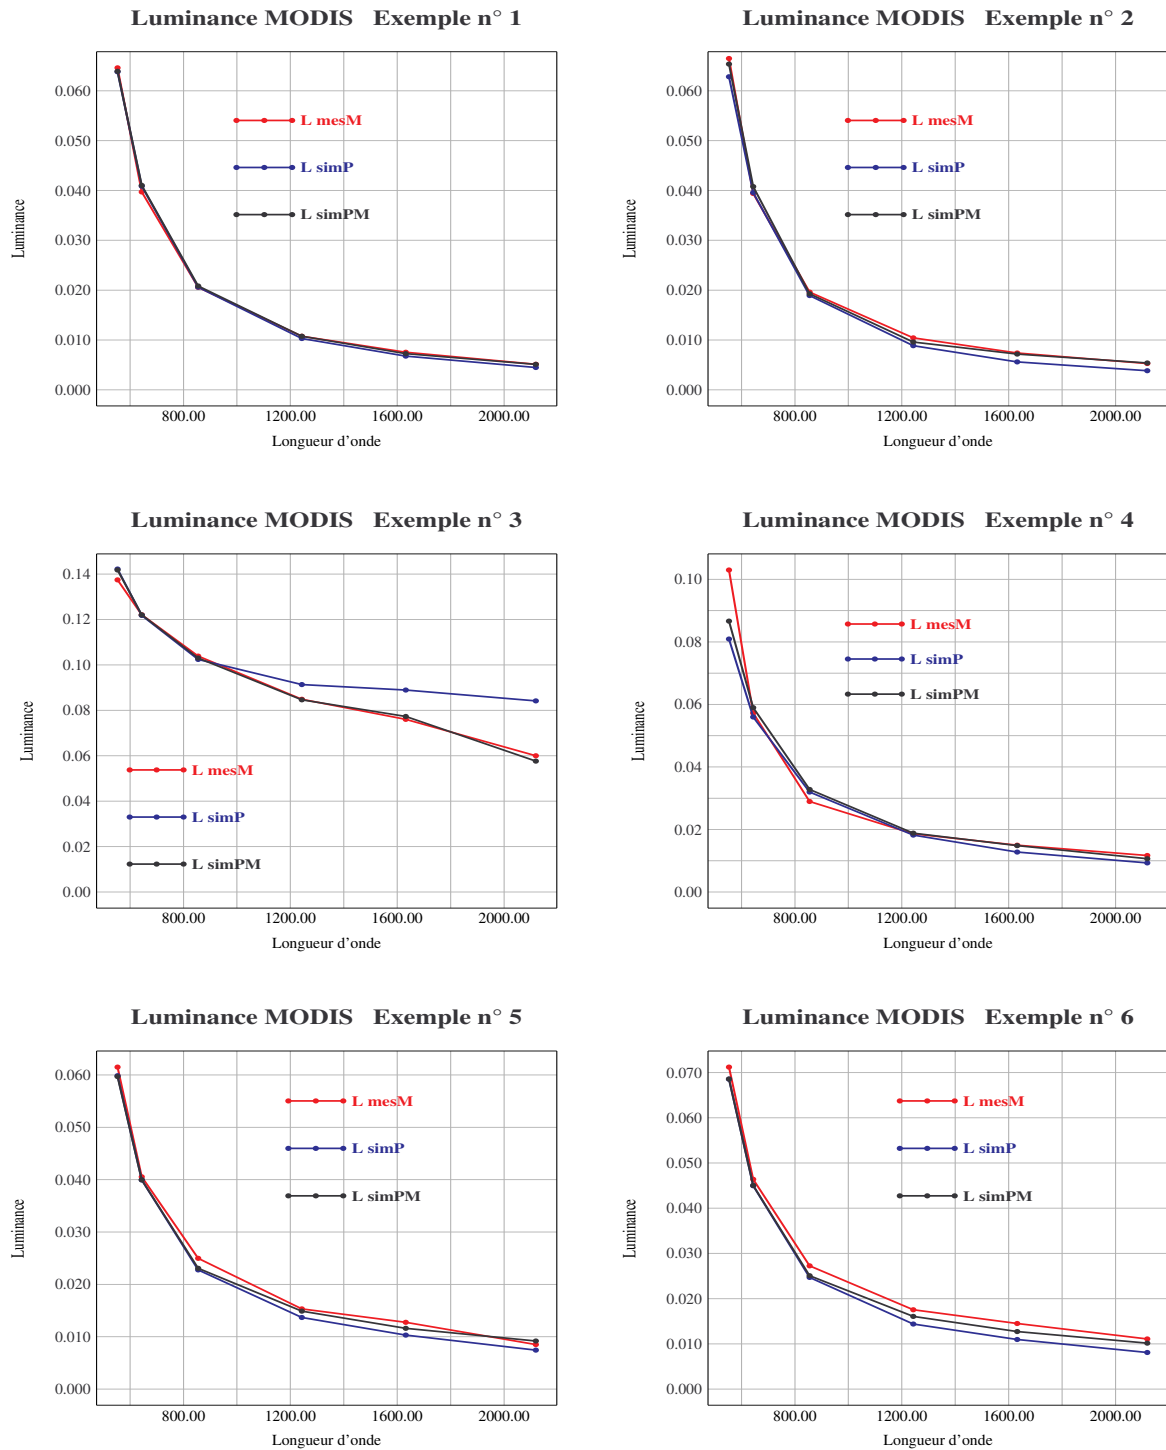 Luminance MODIS Exemple n° 1
0.060
0.040
0.030
0.020
0.010
0.000
Luminance
L mesM
L simP
L simPM
800.00 1200.00 1600.00 2000.00
Longueur d'onde
Luminance MODIS Exemple n° 2
0.060
0.040
0.030
0.020
0.010
0.000
Luminance
L mesM
L simP
L simPM
800.00 1200.00 1600.00 2000.00
Longueur d'onde
Luminance MODIS Exemple n° 3
0.14
0.12
0.10
0.08
0.06
0.04
0.02
0.00
Luminance
L mesM
L simP
L simPM
800.00 1200.00 1600.00 2000.00
Longueur d'onde
Luminance MODIS Exemple n° 4
0.10
0.08
0.06
0.04
0.02
0.00
Luminance
L mesM
L simP
L simPM
800.00 1200.00 1600.00 2000.00
Longueur d'onde
Luminance MODIS Exemple n° 5
0.060
0.050
0.040
0.030
0.020
0.010
0.000
Luminance
L mesM
L simP
L simPM
800.00 1200.00 1600.00 2000.00
Longueur d'onde
Luminance MODIS Exemple n° 6
0.070
0.060
0.050
0.040
0.030
0.020
0.010
0.000
Luminance
L mesM
L simP
L simPM
800.00 1200.00 1600.00 2000.00
Longueur d'onde